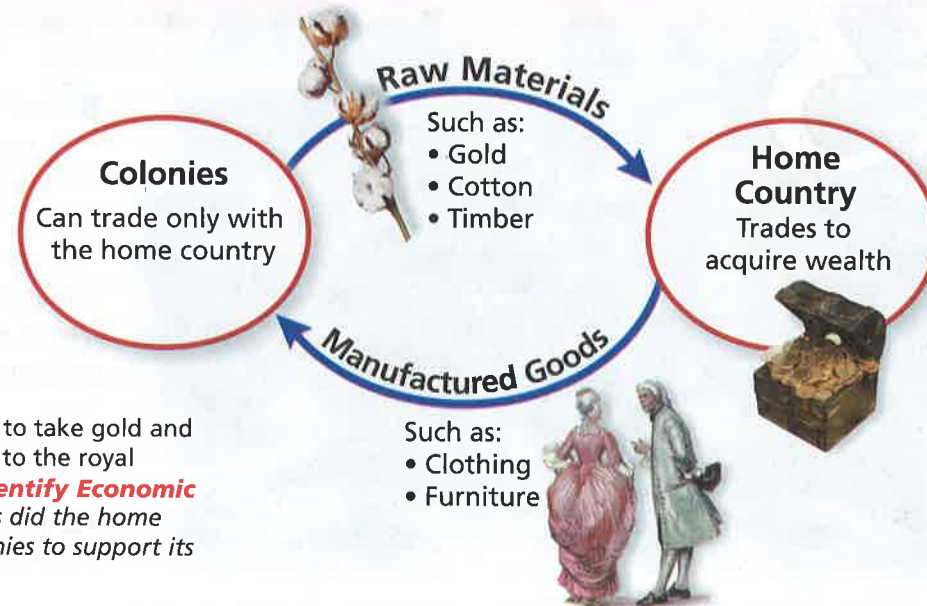 Raw Materials
Such as:
• Gold
• Cotton
• Timber
Colonies
Can trade only with
the home country
Home
Country
Trades to
acquire wealth
Manufactured Goods
Such as:
• Clothing
• Furniture
to take gold and
to the royal
Economic
did the home
to support its